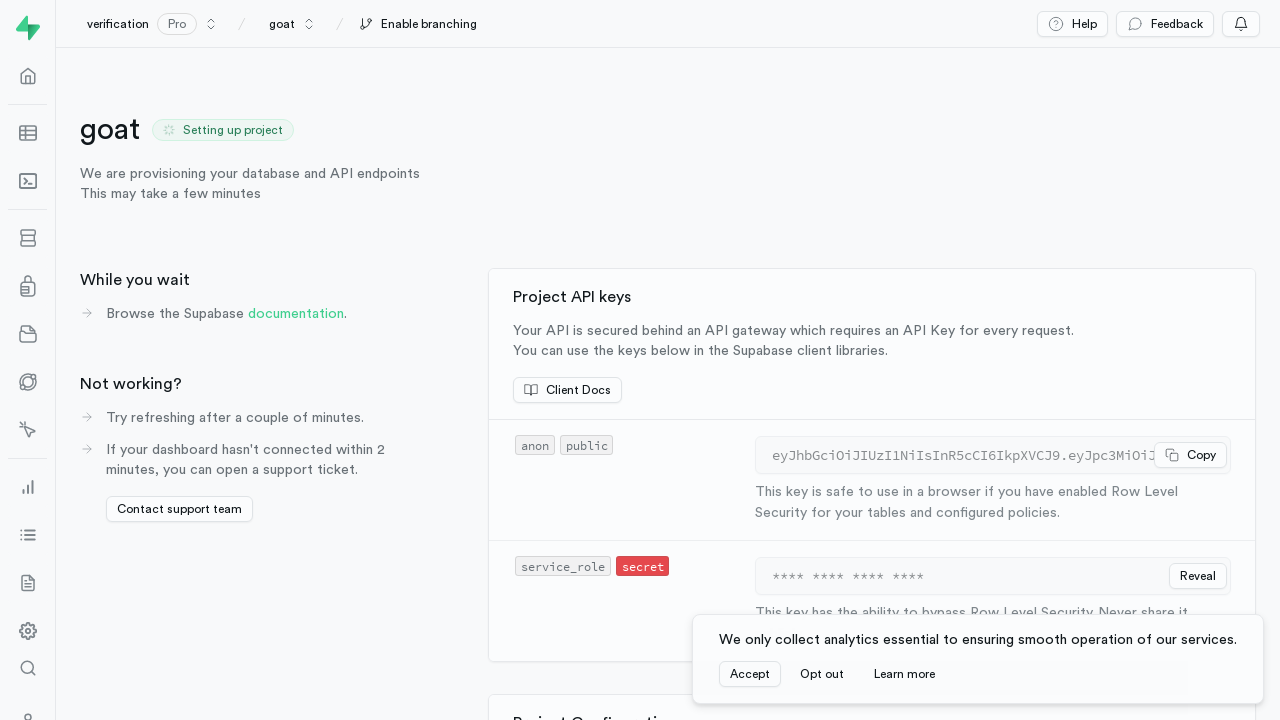 verification Pro / goat / Enable branching Help Feedback
goat Setting up project
We are provisioning your database and API endpoints
This may take a few minutes
While you wait
Browse the Supabase documentation.
Not working?
Try refreshing after a couple of minutes.
If your dashboard hasn't connected within 2
minutes, you can open a support ticket.
Contact support team
Project API keys
Your API is secured behind an API gateway which requires an API Key for every request.
You can use the keys below in the Supabase client libraries.
Client Docs
anon public
eyJhbGciOiJIUzI1NiIsInR5cCI6IkpXVCJ9.eyJpc3MiOiJ Copy
This key is safe to use in a browser if you have enabled Row Level
Security for your tables and configured policies.
service_role secret
**** **** **** **** Reveal
This key has the ability to bypass Row Level Security. Never share it
We only collect analytics essential to ensuring smooth operation of our services.
Accept Opt out Learn more
Project Configurati